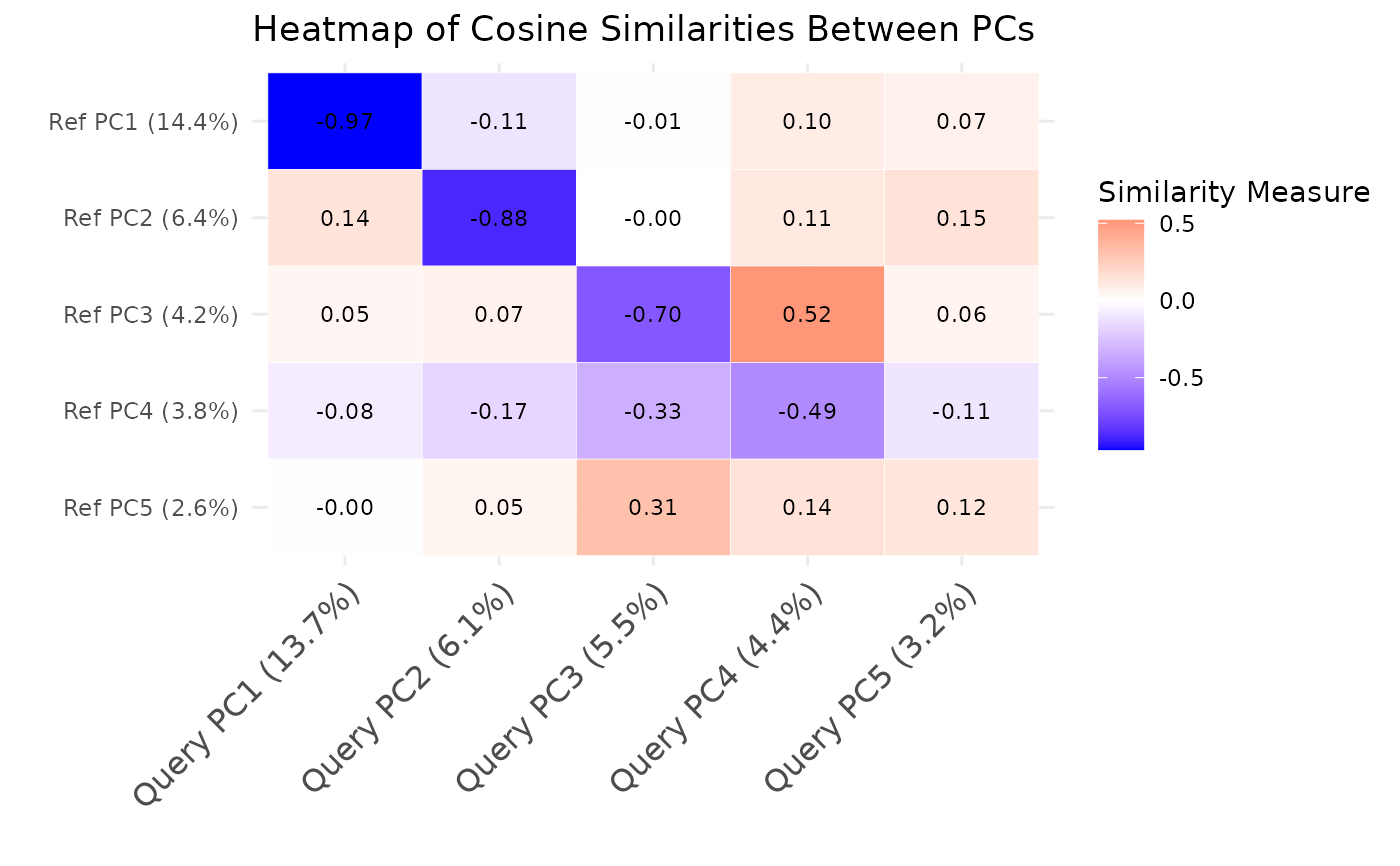 Heatmap of Cosine Similarities Between PCs
Ref PC1 (14.4%) -0.97 -0.11 -0.01 0.10 0.07
Ref PC2 (6.4%) 0.14 -0.88 -0.00 0.11 0.15
Ref PC3 (4.2%) 0.05 0.07 -0.70 0.52 0.06
Ref PC4 (3.8%) -0.08 -0.17 -0.33 -0.49 -0.11
Ref PC5 (2.6%) -0.00 0.05 0.31 0.14 0.12
Query PC1 (13.7%)
Query PC2 (6.1%)
Query PC3 (5.5%)
Query PC4 (4.4%)
Query PC5 (3.2%)
Similarity Measure
0.5
0.0
-0.5